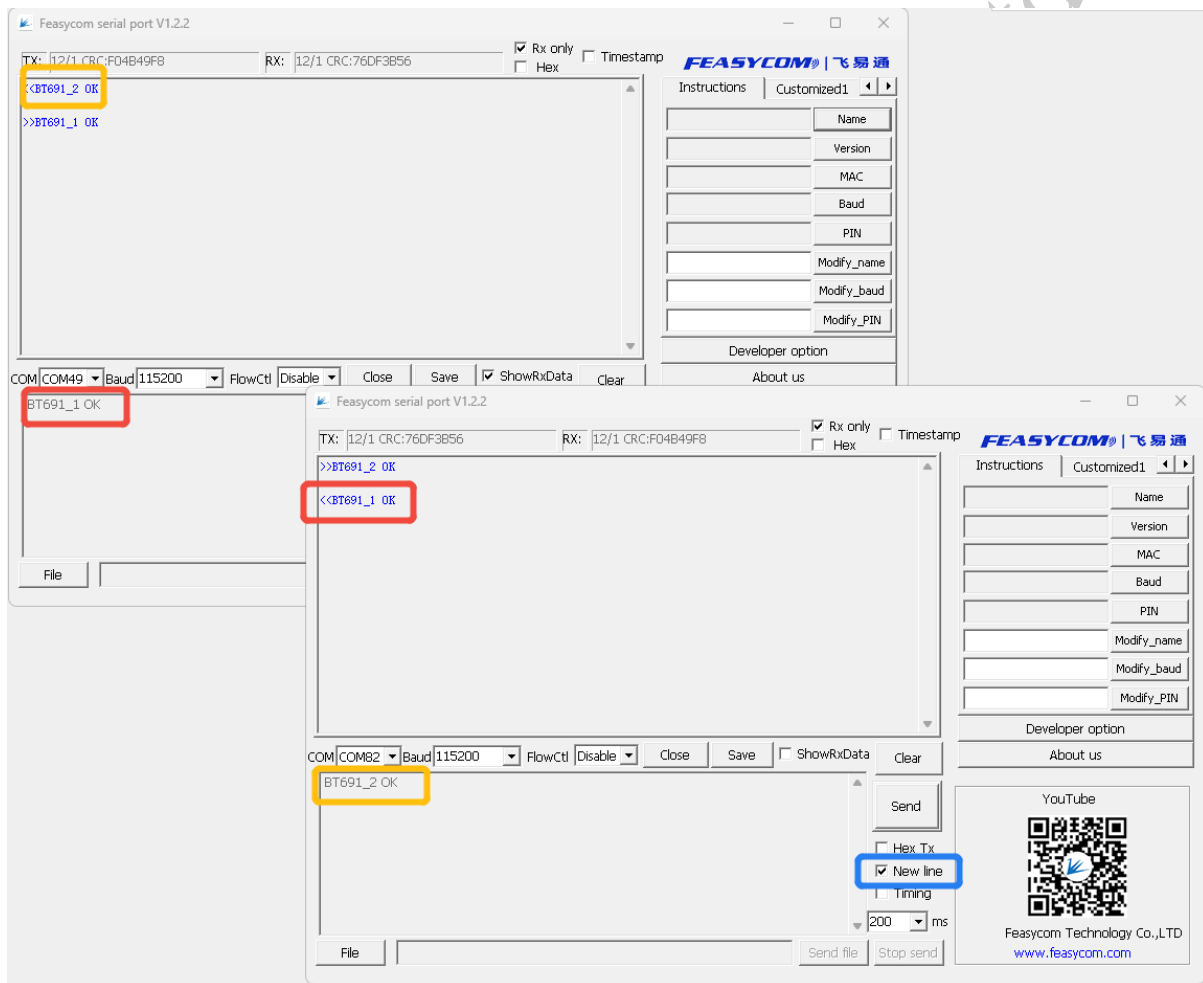 Feasycom serial port V1.2.2
TX: 12/1 CRC:F04B49F8 RX: 12/1 CRC:76DF3B56 Rx only Hex Timestamp FEASYCOM | 飞易通
<<BT691_2 OK
>>BT691_1 OK
Instructions Customized1
Name
Version
MAC
Baud
PIN
Modify_name
Modify_baud
Modify_PIN
Developer option
About us
COM COM49 Baud 115200 FlowCtl Disable Close Save ShowRxData Clear
BT691_1 OK
File
Feasycom serial port V1.2.2
TX: 12/1 CRC:76DF3B56 RX: 12/1 CRC:F04B49F8 Rx only Hex Timestamp FEASYCOM | 飞易通
>>BT691_2 OK
<<BT691_1 OK
Instructions Customized1
Name
Version
MAC
Baud
PIN
Modify_name
Modify_baud
Modify_PIN
Developer option
About us
COM COM82 Baud 115200 FlowCtl Disable Close Save ShowRxData Clear
BT691_2 OK
Send
Hex Tx
New line
Timing
200 ms
File Send file Stop send
YouTube
Feasycom Technology Co.,LTD
www.feasycom.com